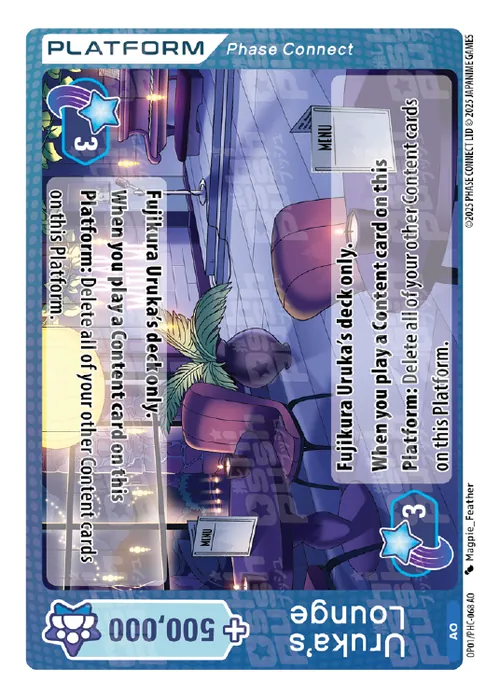 PLATFORM
Phase Connect
3
Fujikura Uruka's deck only.
When you play a Content card on this
Platform: Delete all of your other Content cards
on this Platform.
MENU
Fujikura Uruka's deck only.
When you play a Content card on this
Platform: Delete all of your other Content cards
on this Platform.
3
MENU
+500,000
Uruka's
Lounge
AO
OP01/PHC-068 AO
Magpie_Feather
©2025 PHASE CONNECT LTD © 2025 JAPANIME GAMES